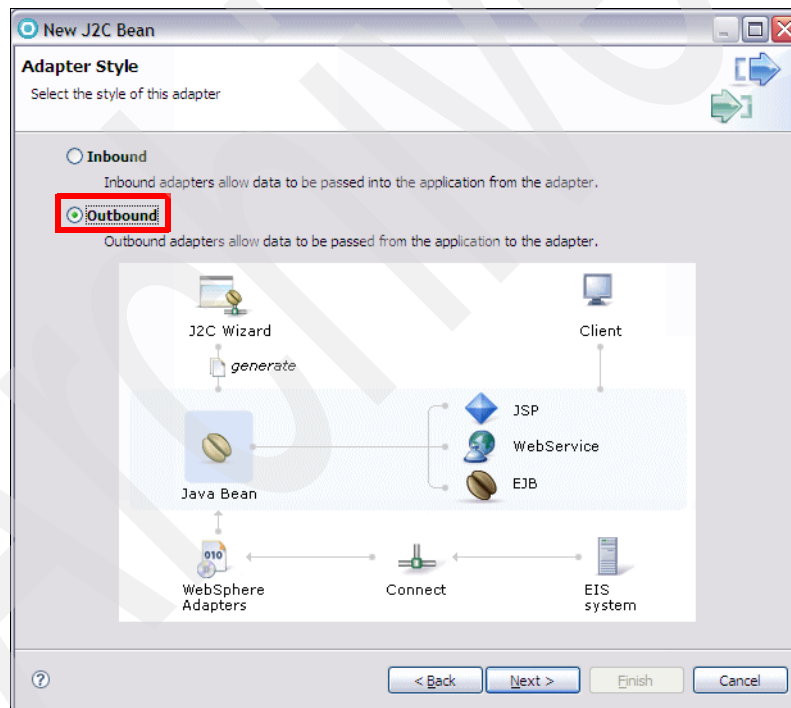 New J2C Bean
Adapter Style
Select the style of this adapter
Inbound
Inbound adapters allow data to be passed into the application from the adapter.
Outbound
Outbound adapters allow data to be passed from the application to the adapter.
J2C Wizard
Client
generate
JSP
WebService
EJB
Java Bean
010
WebSphere
Adapters
Connect
EIS
system
?
< Back
Next >
Finish
Cancel